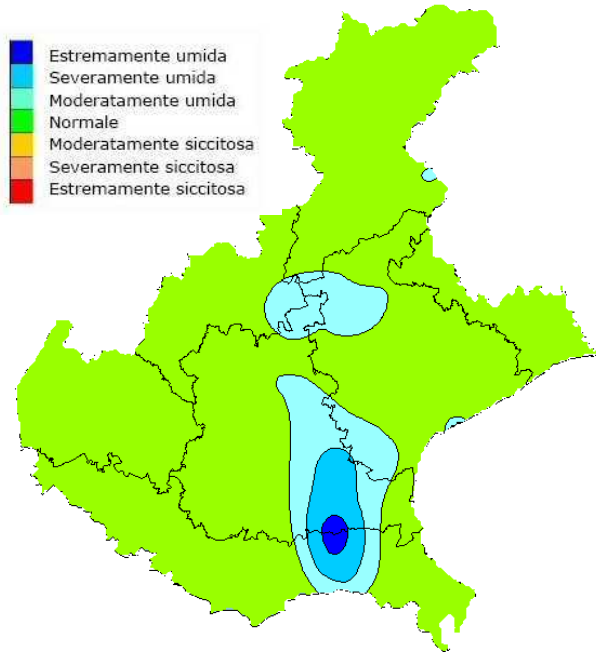 Estremamente umida
Severamente umida
Moderatamente umida
Normale
Moderatamente siccitosa
Severamente siccitosa
Estremamente siccitosa